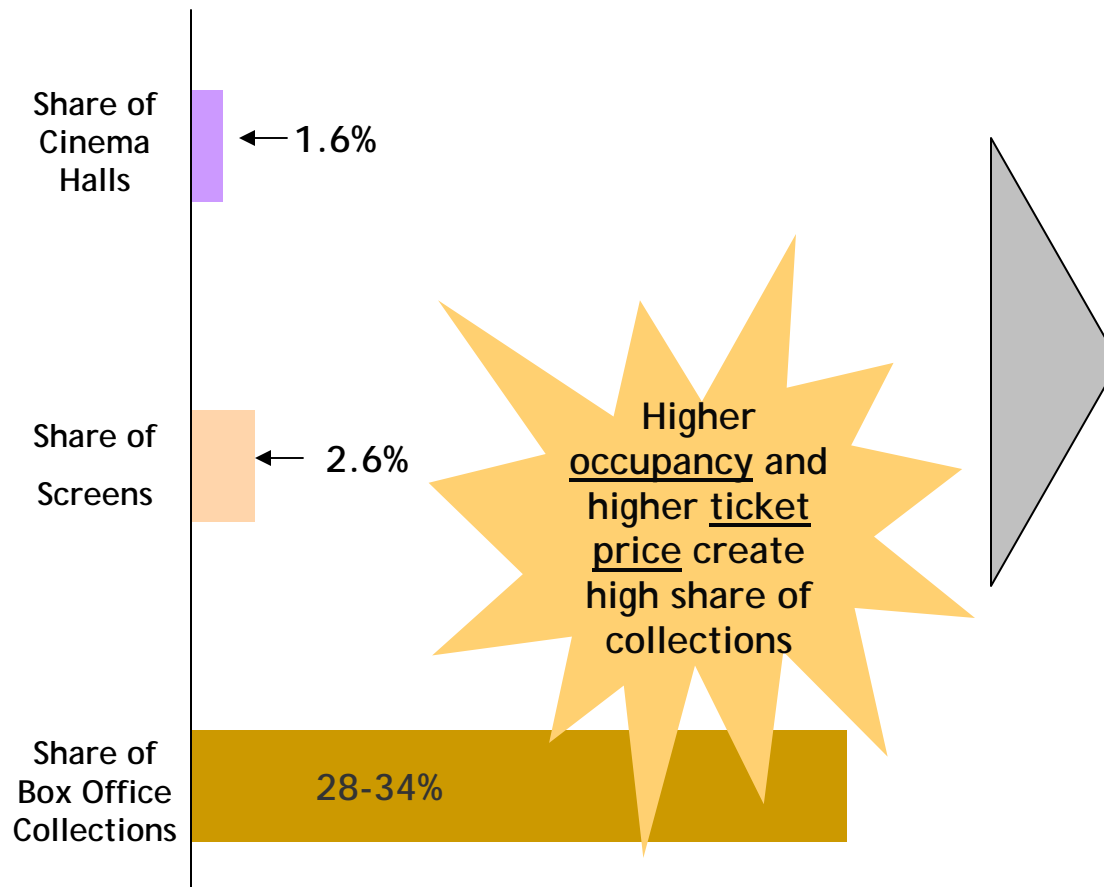 Share of
Cinema
Halls
1.6%
Share of
Screens
2.6%
Higher
occupancy and
higher ticket
price create
high share of
collections
Share of
Box Office
Collections
28-34%